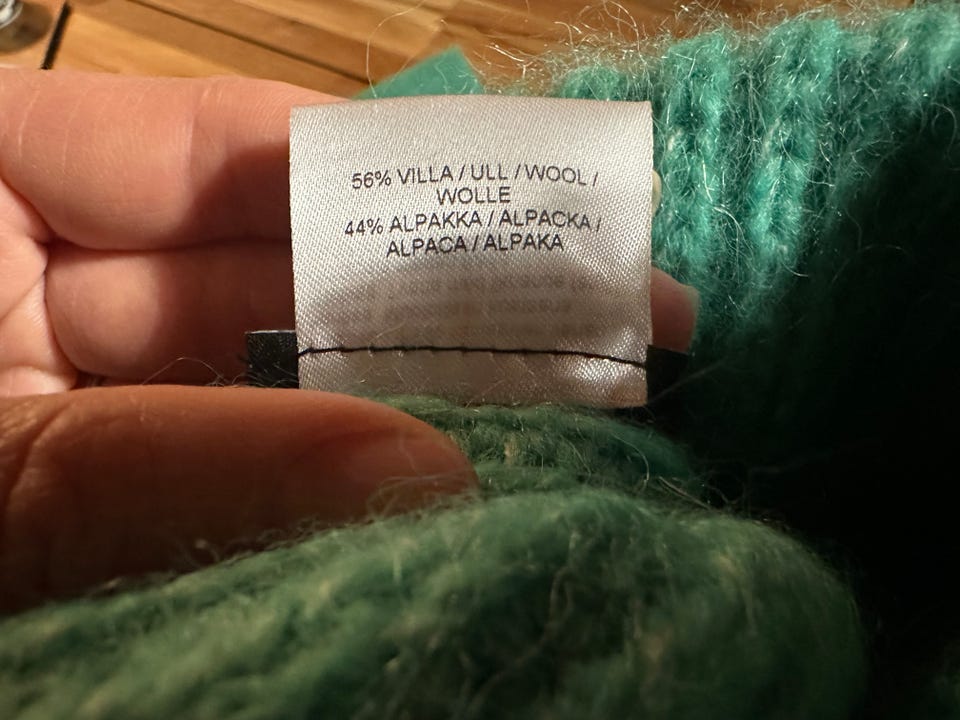 56% VILLA / ULL / WOOL /
WOLLE
44% ALPAKKA / ALPACKA /
ALPACA / ALPAKA